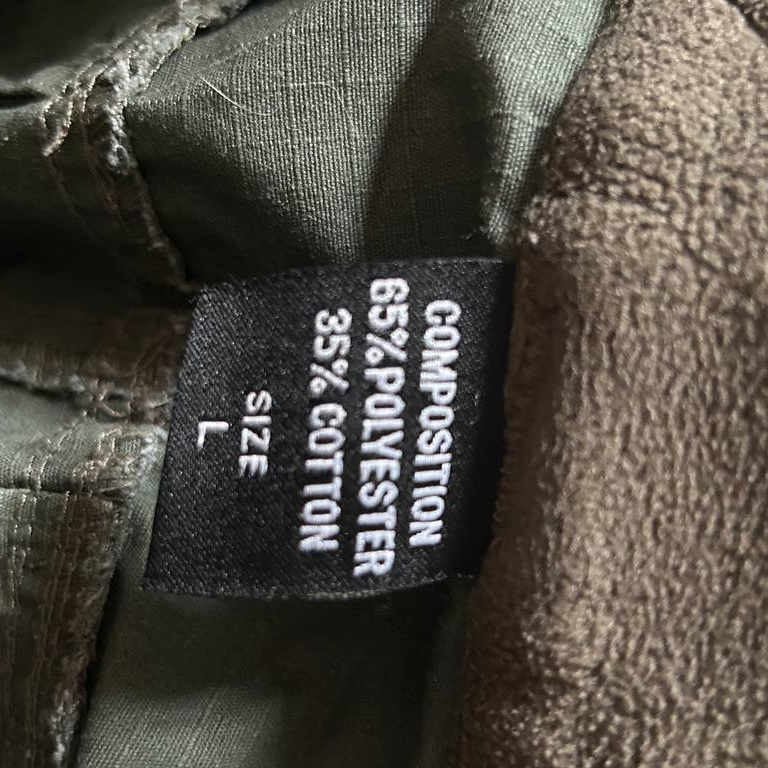 COMPOSITION
65% POLYESTER
35% COTTON
SIZE
L